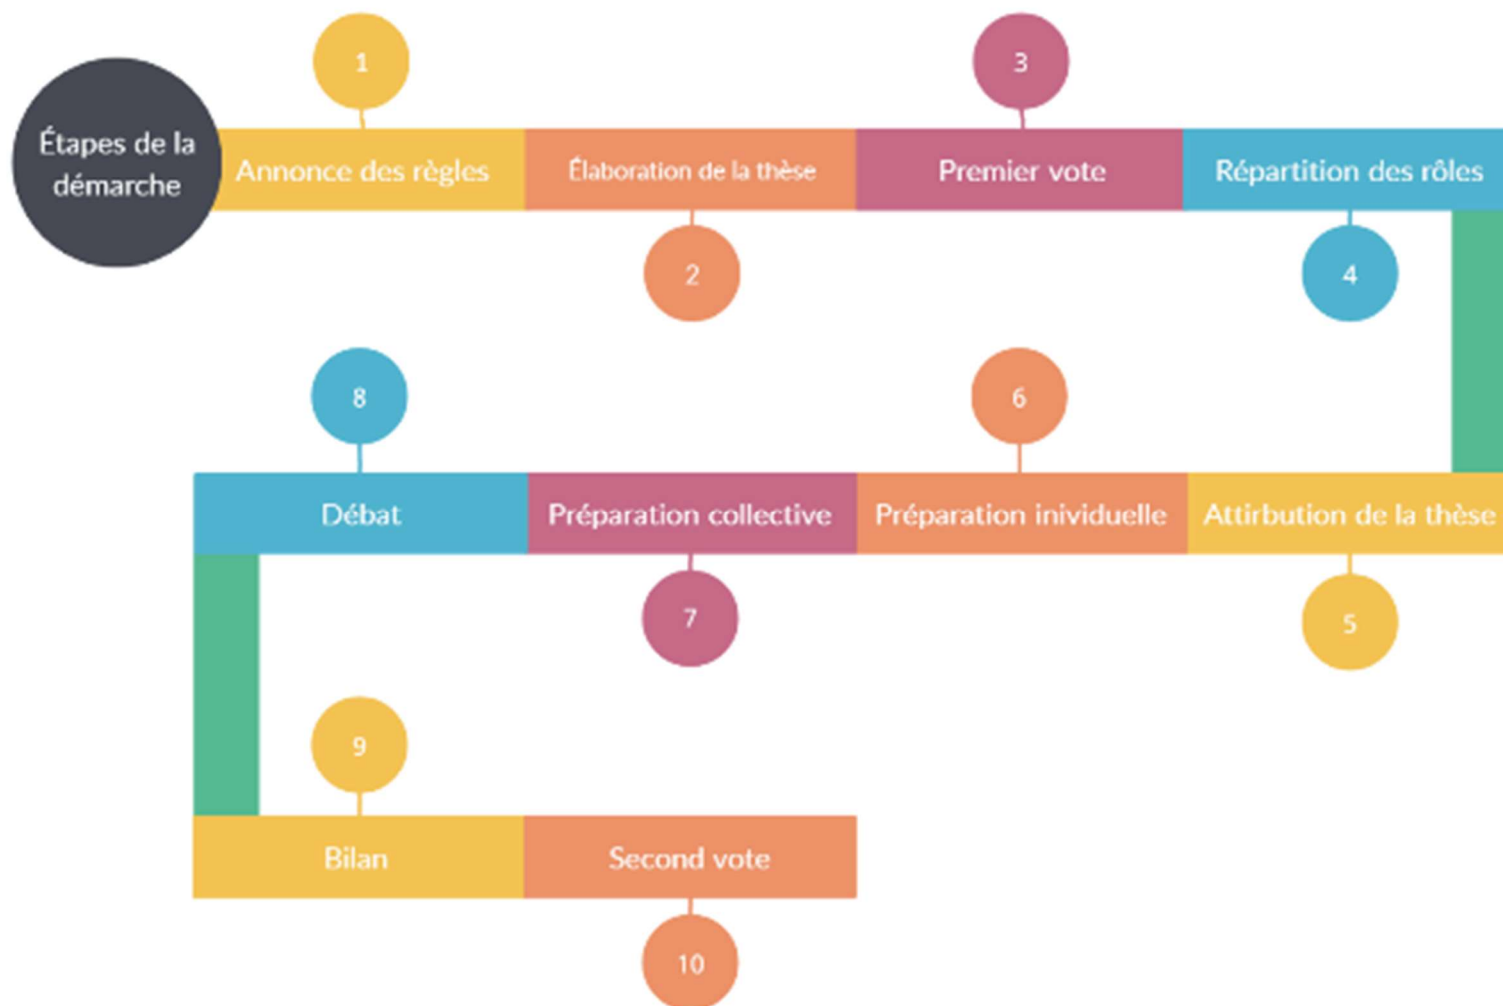 Étapes de la
démarche
1
Annonce des règles
2
Élaboration de la thèse
3
Premier vote
4
Répartition des rôles
5
Attirbution de la thèse
6
Préparation inividuelle
7
Préparation collective
8
Débat
9
Bilan
10
Second vote